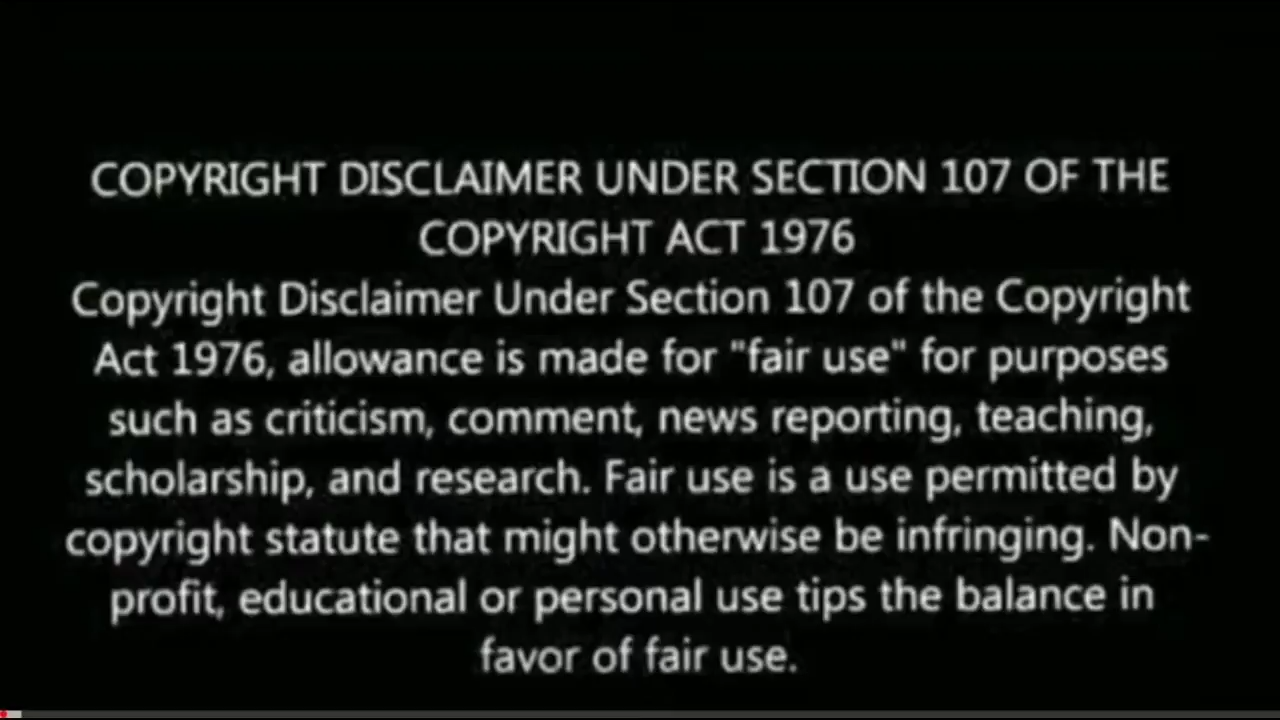 COPYRIGHT DISCLAIMER UNDER SECTION 107 OF THE
COPYRIGHT ACT 1976
Copyright Disclaimer Under Section 107 of the Copyright
Act 1976, allowance is made for "fair use" for purposes
such as criticism, comment, news reporting, teaching,
scholarship, and research. Fair use is a use permitted by
copyright statute that might otherwise be infringing. Non-
profit, educational or personal use tips the balance in
favor of fair use.